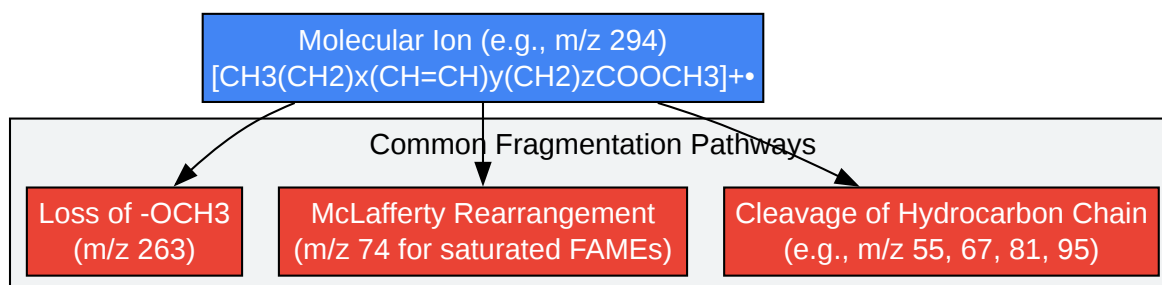 Molecular Ion (e.g., m/z 294)
[CH3(CH2)x(CH=CH)y(CH2)zCOOCH3]+•
Common Fragmentation Pathways
Loss of -OCH3
(m/z 263)
McLafferty Rearrangement
(m/z 74 for saturated FAMEs)
Cleavage of Hydrocarbon Chain
(e.g., m/z 55, 67, 81, 95)